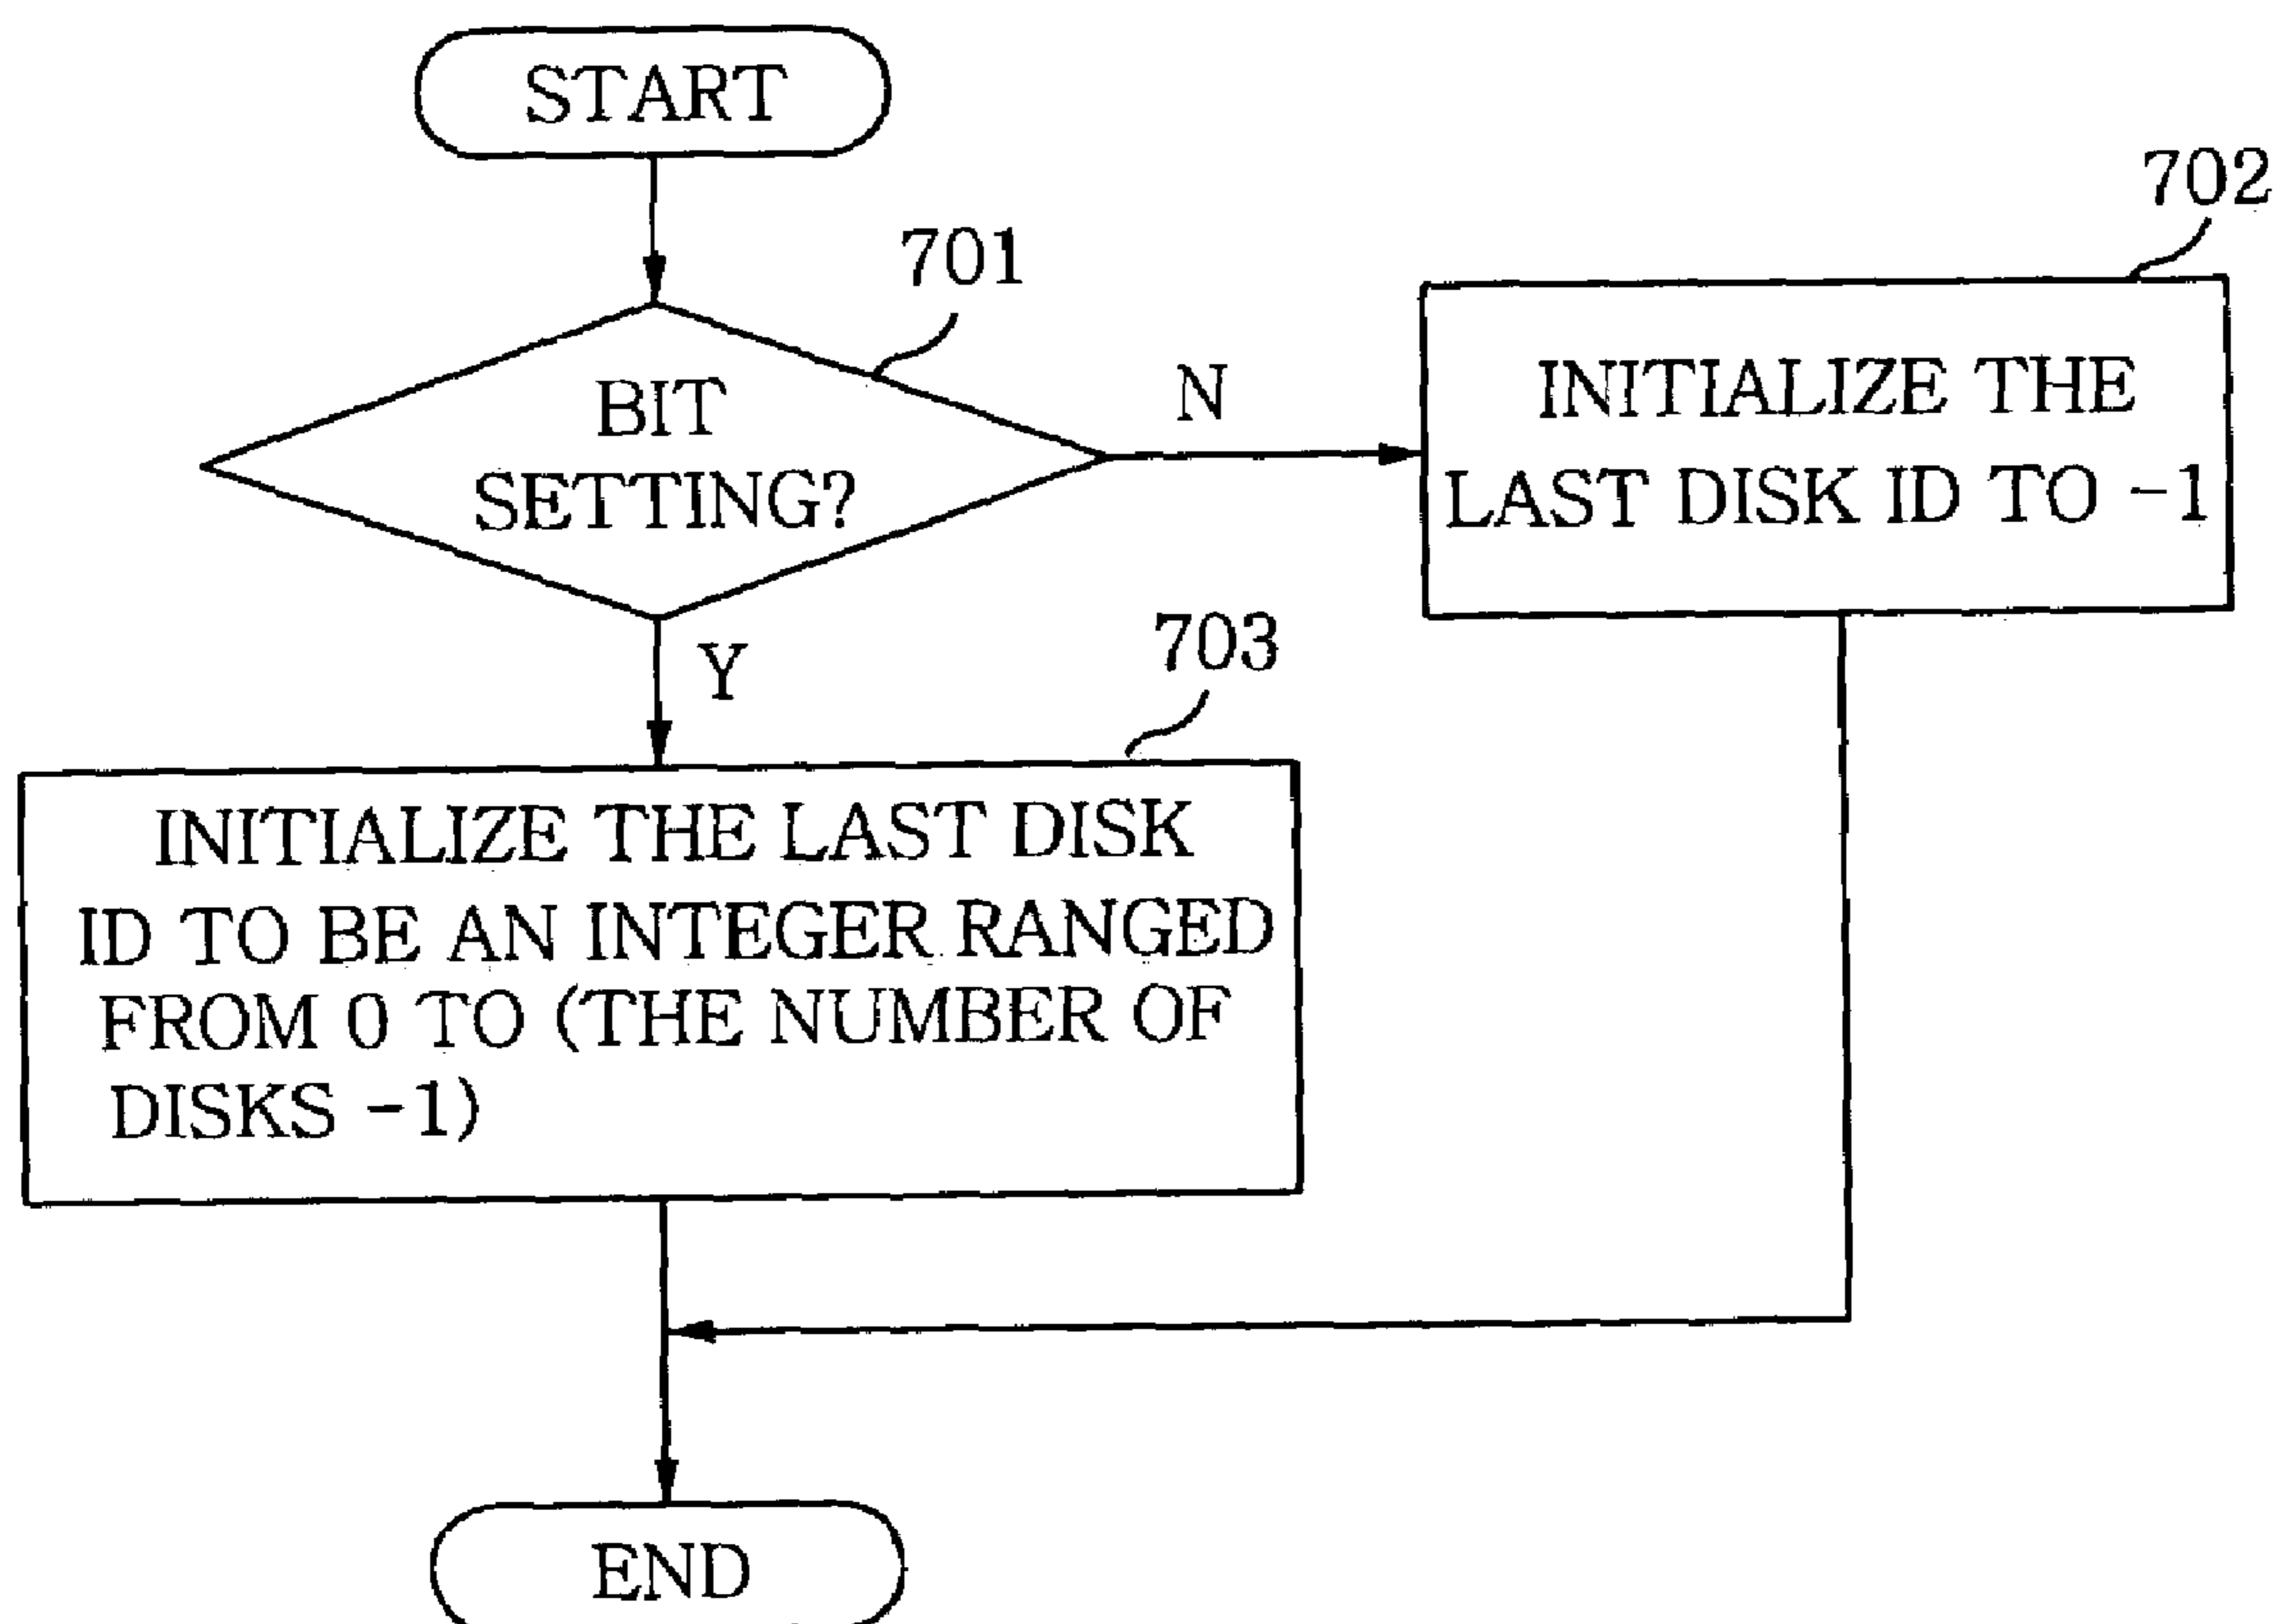 START
701
702
BIT
SETTING?
N
INITIALIZE THE
LAST DISK ID TO -1
Y
703
INITIALIZE THE LAST DISK
ID TO BE AN INTEGER RANGED
FROM 0 TO (THE NUMBER OF
DISKS -1)
END